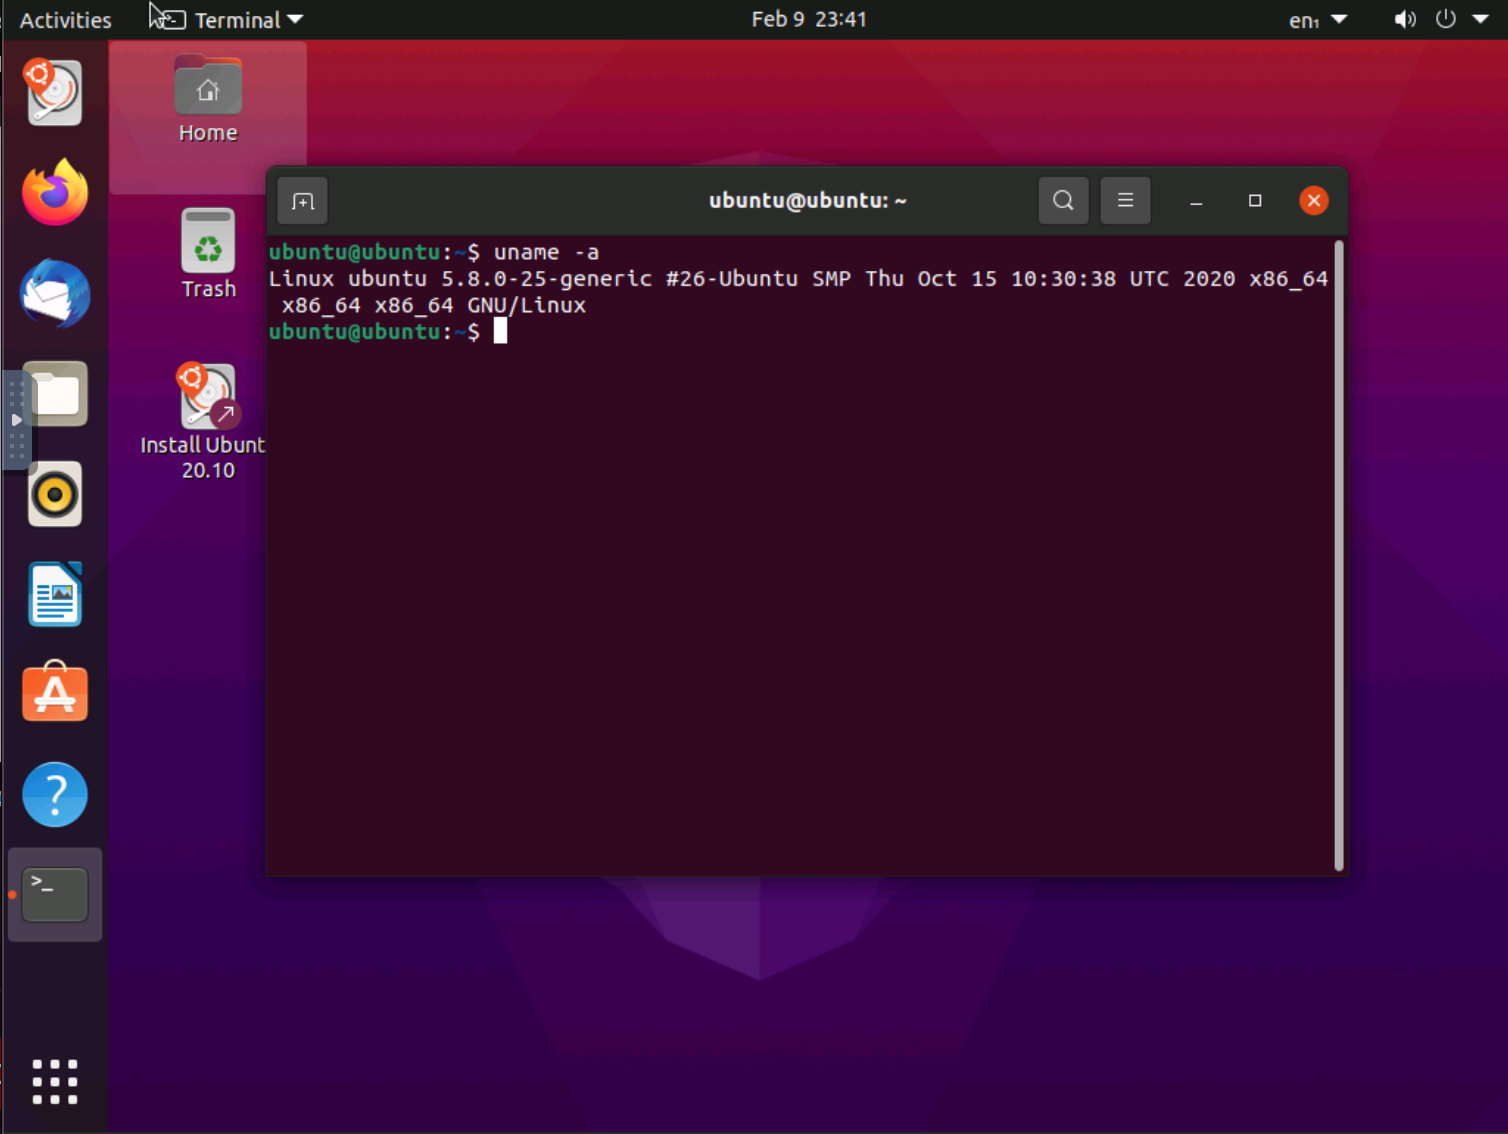 Activities
Terminal
Feb 9 23:41
en₁
Home
Trash
Install Ubunt
20.10
ubuntu@ubuntu: ~
ubuntu@ubuntu:~$ uname -a
Linux ubuntu 5.8.0-25-generic #26-Ubuntu SMP Thu Oct 15 10:30:38 UTC 2020 x86_64
x86_64 x86_64 GNU/Linux
ubuntu@ubuntu:~$